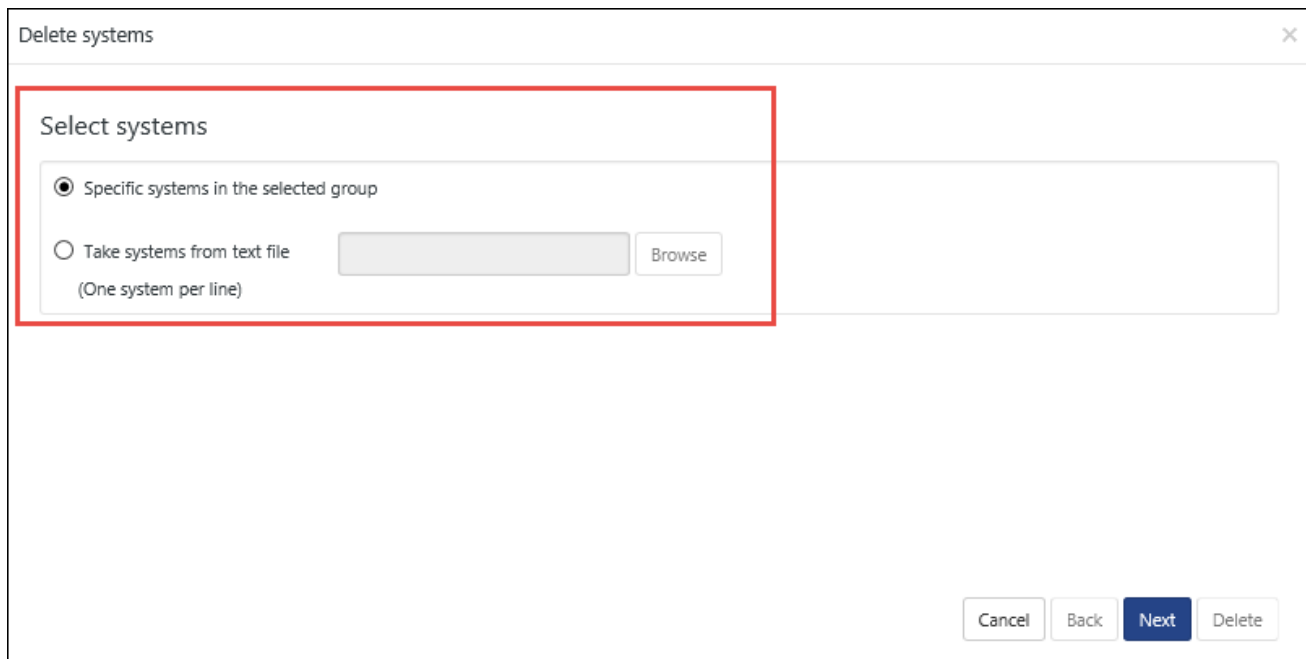 Delete systems
Select systems
Specific systems in the selected group
Take systems from text file
Browse
(One system per line)
Cancel
Back
Next
Delete